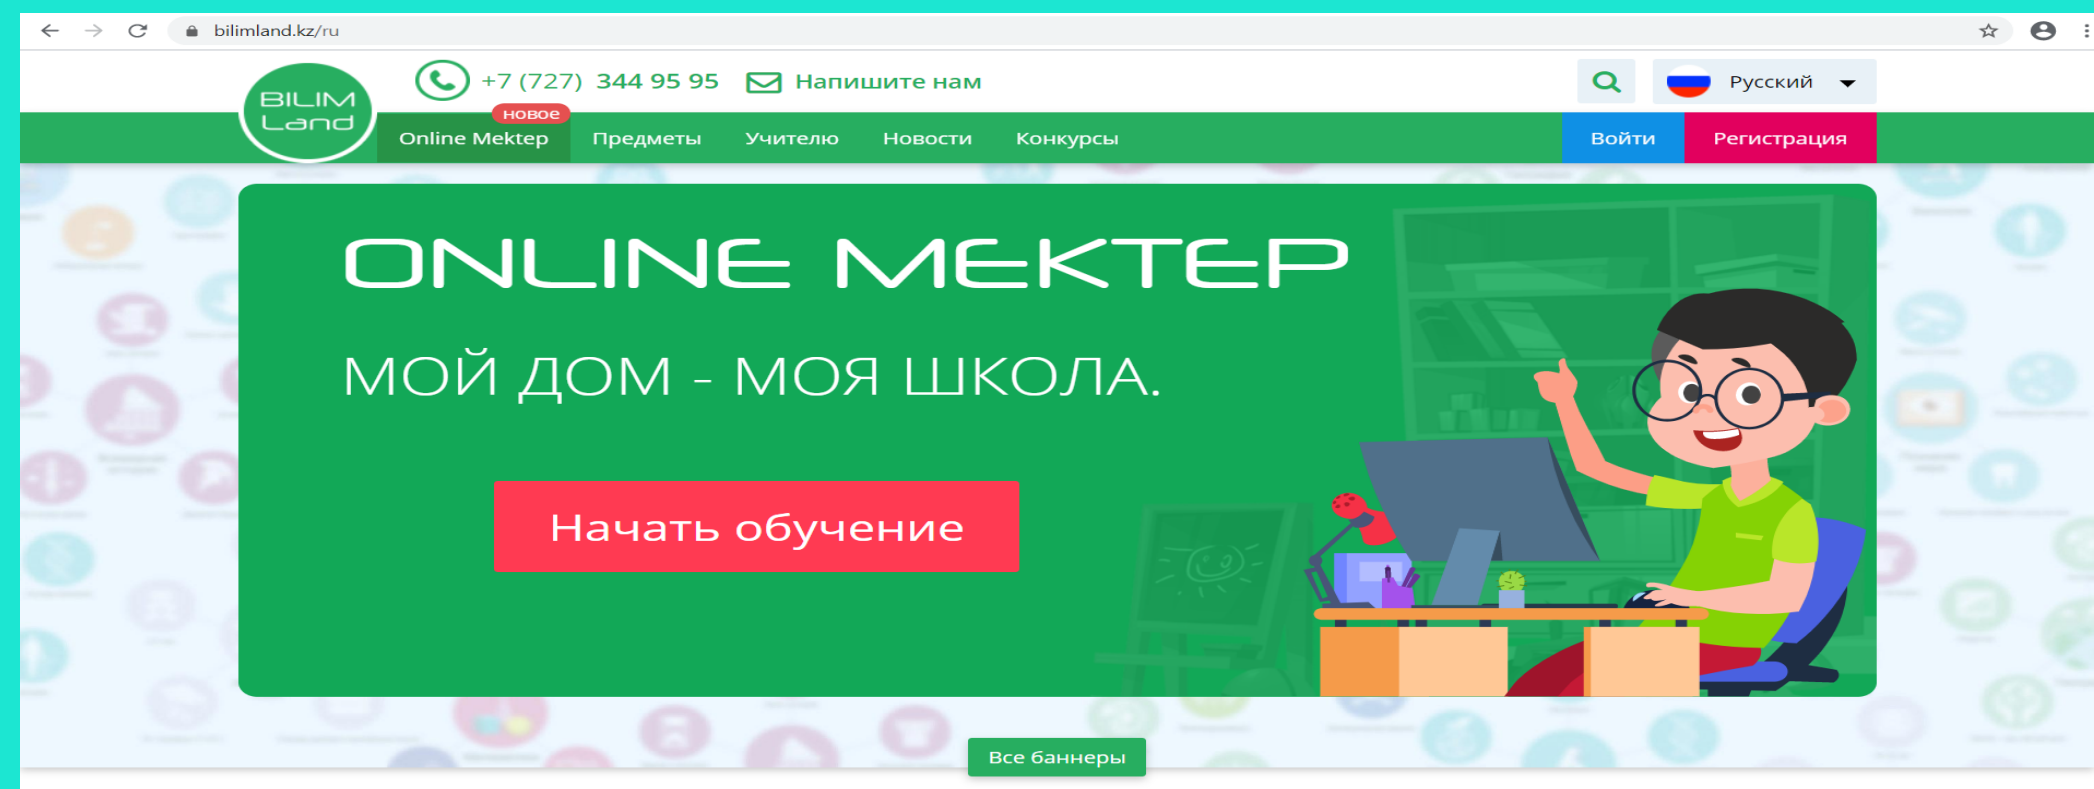 bilimland.kz/ru
+7 (727) 344 95 95 Напишите нам
Русский
BILIM
Land
новое
Online Mektep Предметы Учителю Новости Конкурсы
Войти Регистрация
ONLINE MEKTEP
МОЙ ДОМ - МОЯ ШКОЛА.
Начать обучение
Все баннеры